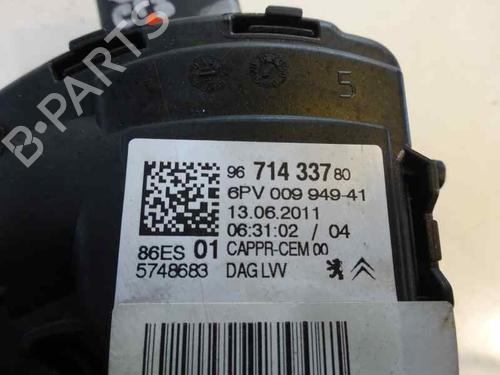 B-PARTS
5
96 714 337 80
6PV 009 949-41
13.06.2011
06:31:02 / 04
86ES 01 CAPPR-CEM 00
5748683 DAG LVV